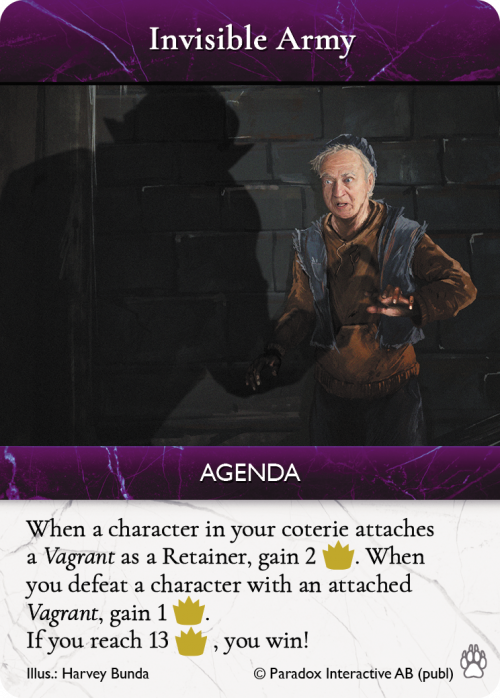 Invisible Army
AGENDA
When a character in your coterie attaches
a Vagrant as a Retainer, gain 2 . When
you defeat a character with an attached
Vagrant, gain 1 .
If you reach 13 , you win!
Illus.: Harvey Bunda © Paradox Interactive AB (publ)